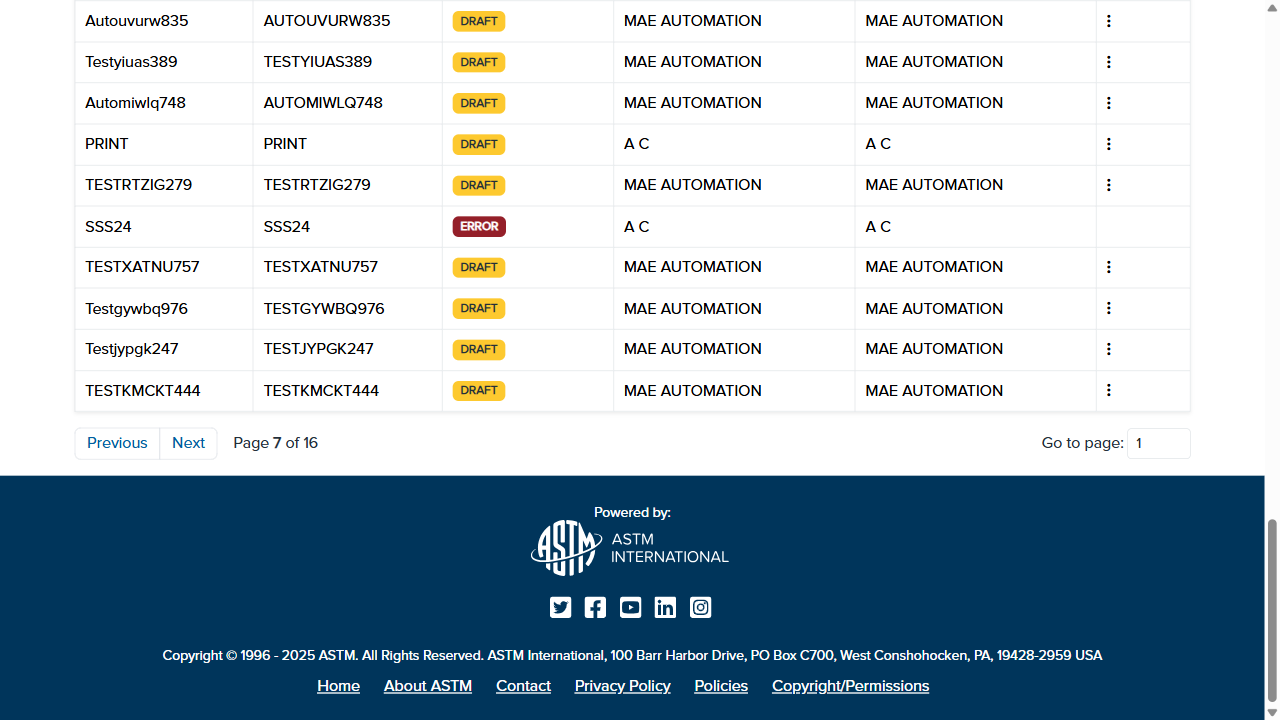 Autouvurw835 AUTOUVURW835 DRAFT MAE AUTOMATION MAE AUTOMATION
Testyiuas389 TESTYIUAS389 DRAFT MAE AUTOMATION MAE AUTOMATION
Automiwlq748 AUTOMIWLQ748 DRAFT MAE AUTOMATION MAE AUTOMATION
PRINT PRINT DRAFT A C A C
TESTRTZIG279 TESTRTZIG279 DRAFT MAE AUTOMATION MAE AUTOMATION
SSS24 SSS24 ERROR A C A C
TESTXATNU757 TESTXATNU757 DRAFT MAE AUTOMATION MAE AUTOMATION
Testgywbq976 TESTGYWBQ976 DRAFT MAE AUTOMATION MAE AUTOMATION
Testjypgk247 TESTJYPGK247 DRAFT MAE AUTOMATION MAE AUTOMATION
TESTKMCKT444 TESTKMCKT444 DRAFT MAE AUTOMATION MAE AUTOMATION
Previous Next Page 7 of 16 Go to page: 1
Powered by:
ASTM ASTM
INTERNATIONAL
Copyright © 1996 - 2025 ASTM. All Rights Reserved. ASTM International, 100 Barr Harbor Drive, PO Box C700, West Conshohocken, PA, 19428-2959 USA
Home About ASTM Contact Privacy Policy Policies Copyright/Permissions